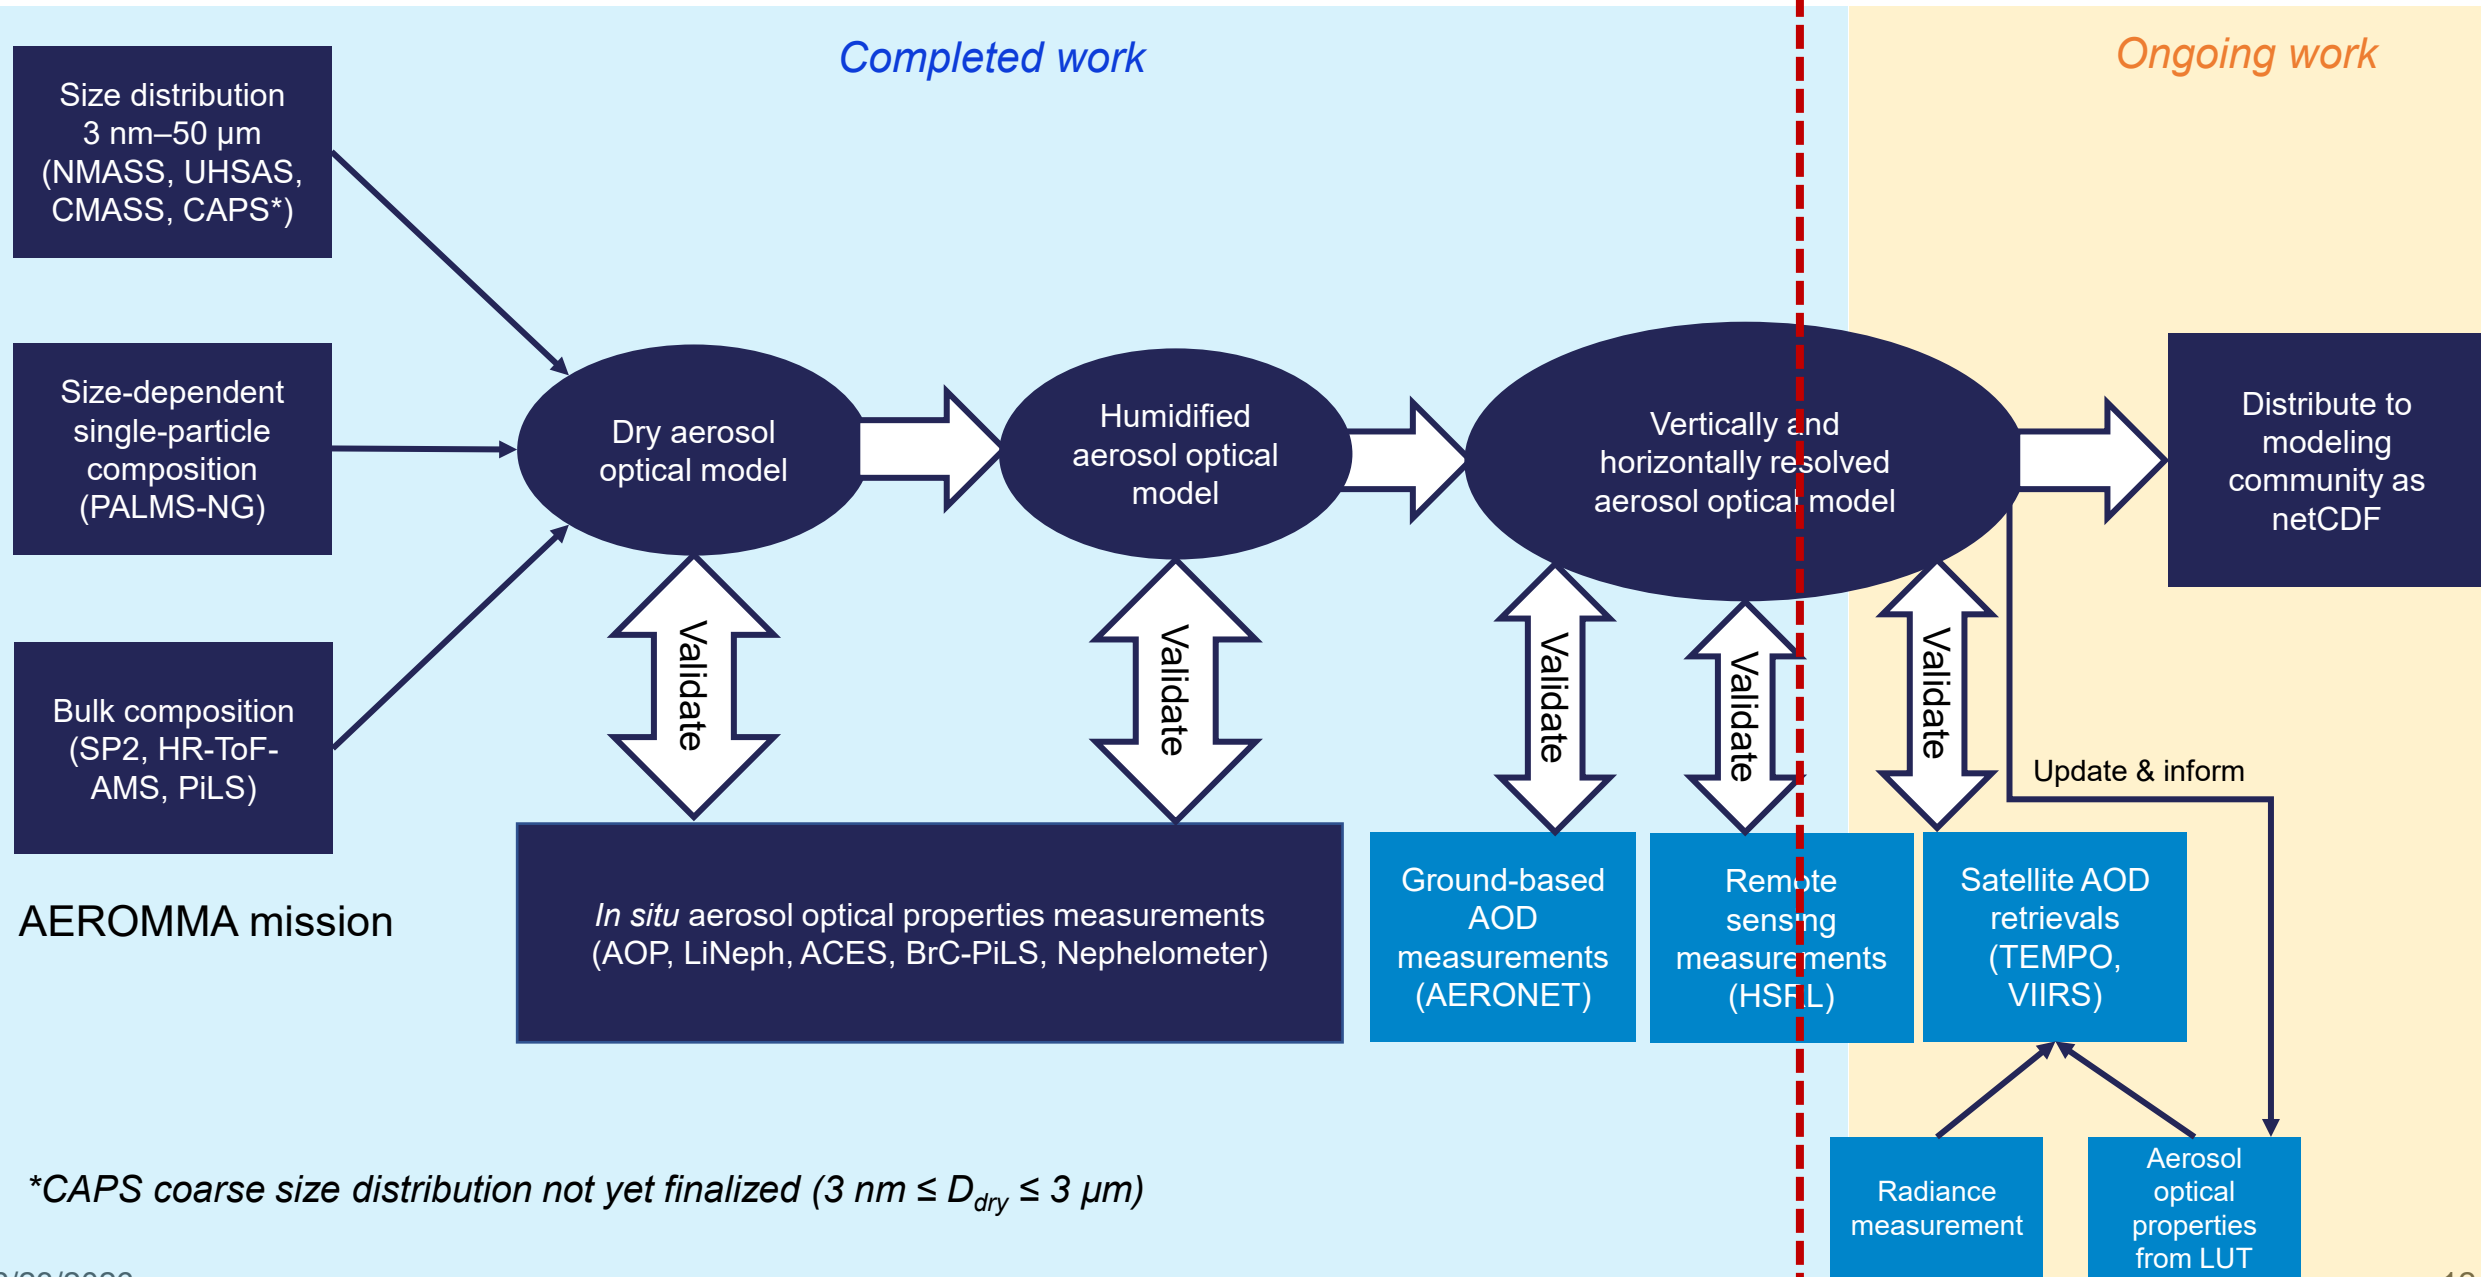 Completed work
Ongoing work
Size distribution
3 nm–50 μm
(NMASS, UHSAS,
CMASS, CAPS*)
Size-dependent
single-particle
composition
(PALMS-NG)
Bulk composition
(SP2, HR-ToF-
AMS, PiLS)
AEROMMA mission
Dry aerosol
optical model
Humidified
aerosol optical
model
Vertically and
horizontally resolved
aerosol optical model
Distribute to
modeling
community as
netCDF
Validate
Validate
Validate
Validate
Validate
Update & inform
In situ aerosol optical properties measurements
(AOP, LiNeph, ACES, BrC-PiLS, Nephelometer)
Ground-based
AOD
measurements
(AERONET)
Remote
sensing
measurements
(HSRL)
Satellite AOD
retrievals
(TEMPO,
VIIRS)
Radiance
measurement
Aerosol
optical
properties
from LUT
*CAPS coarse size distribution not yet finalized (3 nm ≤ Ddry ≤ 3 μm)